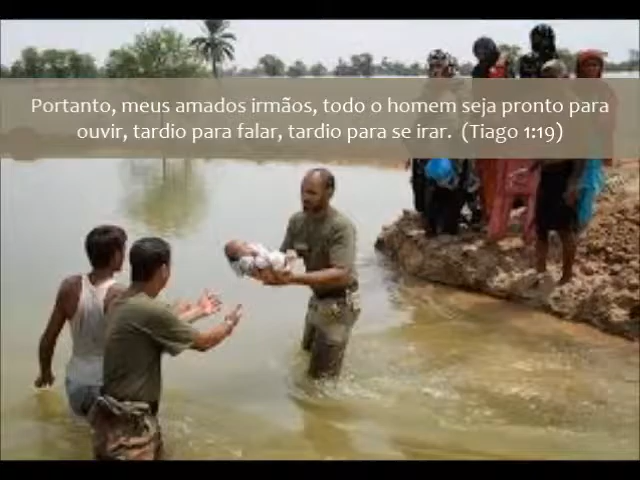 Portanto, meus amados irmãos, todo o homem seja pronto para
ouvir, tardio para falar, tardio para se irar. (Tiago 1:19)